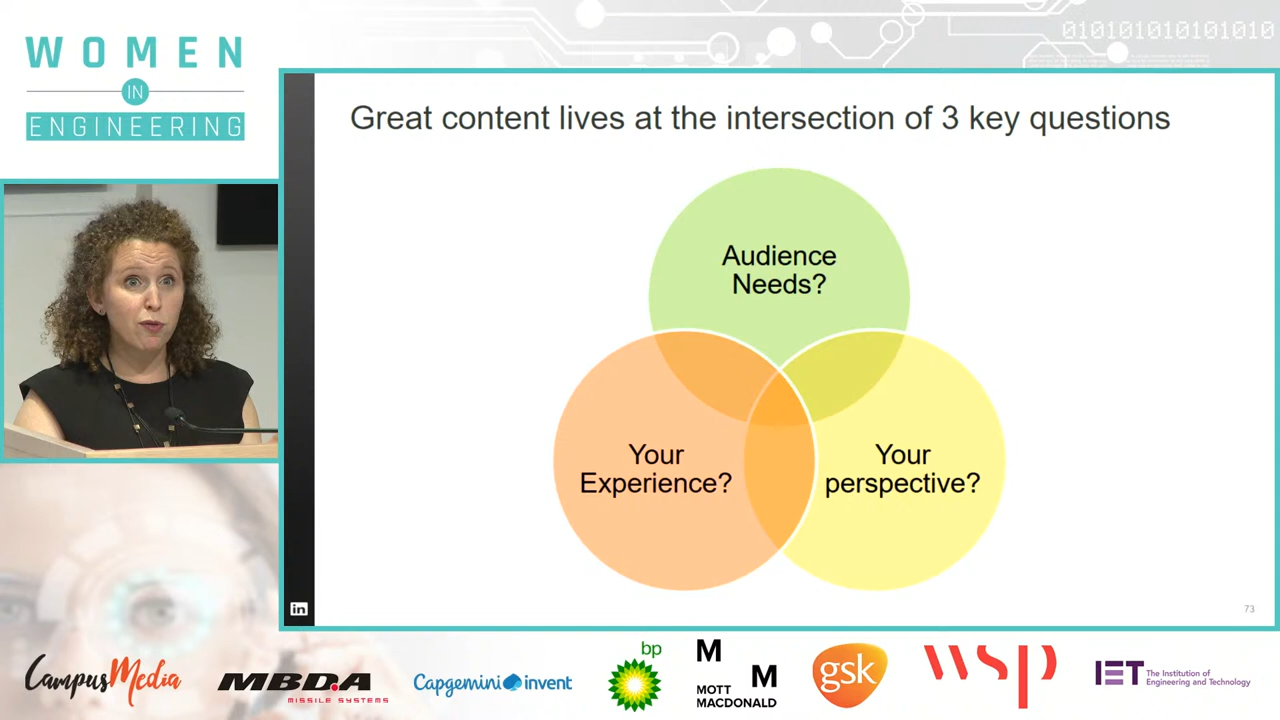 WOMEN
IN
ENGINEERING
010101010101010
Great content lives at the intersection of 3 key questions
Audience
Needs?
Your
Experience?
Your
perspective?
in
73
CampusMedia
MBDA
MISSILE SYSTEMS
Capgemini invent
bp
M
M
MOTT
MACDONALD
gsk
wsp
IET
The Institution of
Engineering and Technology